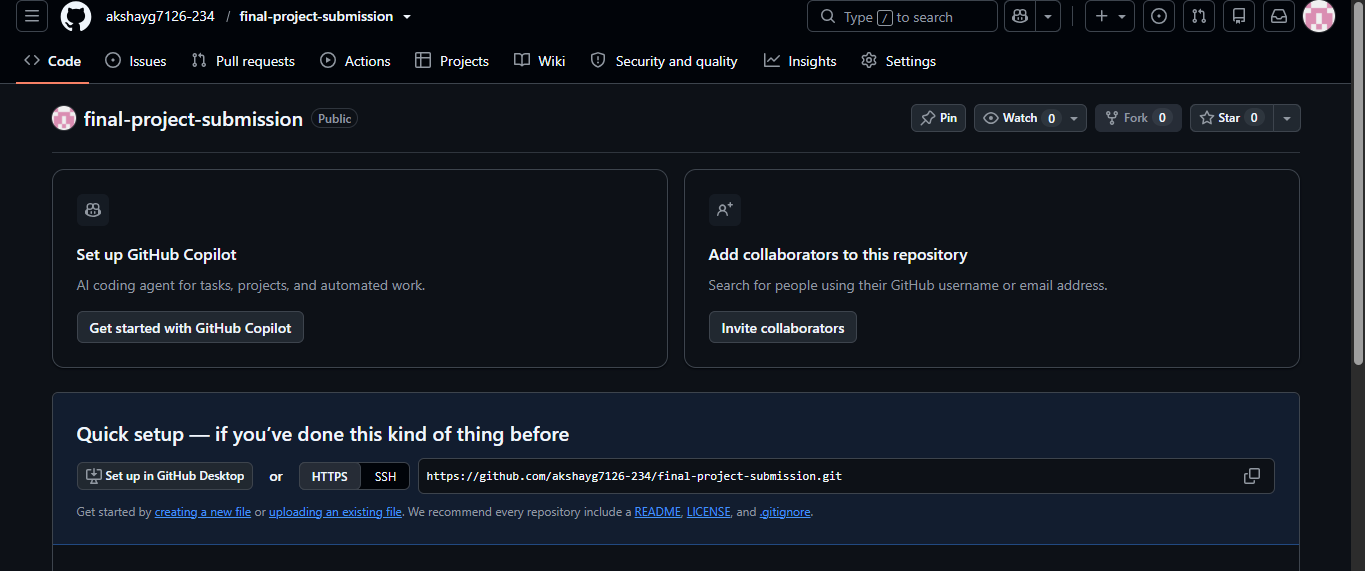 akshayg7126-234 / final-project-submission
Type / to search
Code Issues Pull requests Actions Projects Wiki Security and quality Insights Settings
final-project-submission Public
Pin Watch 0 Fork 0 Star 0
Set up GitHub Copilot
AI coding agent for tasks, projects, and automated work.
Get started with GitHub Copilot
Add collaborators to this repository
Search for people using their GitHub username or email address.
Invite collaborators
Quick setup — if you’ve done this kind of thing before
Set up in GitHub Desktop or HTTPS SSH https://github.com/akshayg7126-234/final-project-submission.git
Get started by creating a new file or uploading an existing file. We recommend every repository include a README, LICENSE, and .gitignore.